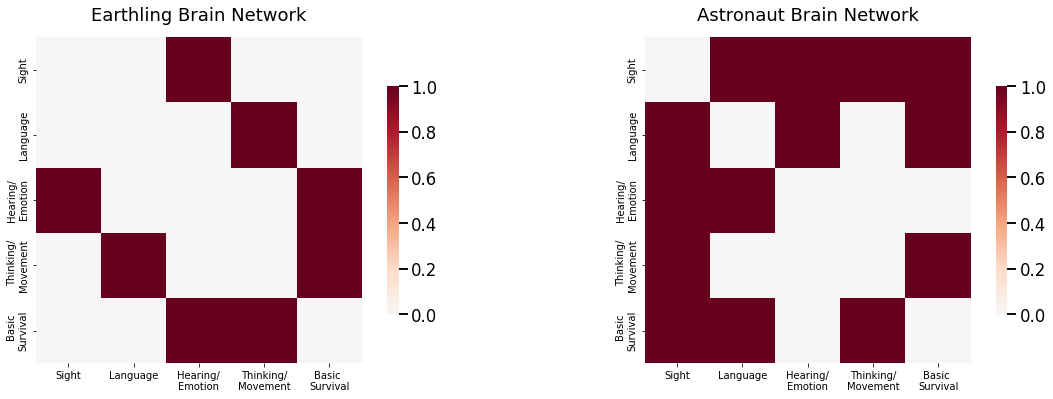 Earthling Brain Network
Sight
Language
Hearing/
Emotion
Thinking/
Movement
Basic
Survival
Sight
Language
Hearing/
Emotion
Thinking/
Movement
Basic
Survival
1.0
0.8
0.6
0.4
0.2
0.0
Astronaut Brain Network
Sight
Language
Hearing/
Emotion
Thinking/
Movement
Basic
Survival
Sight
Language
Hearing/
Emotion
Thinking/
Movement
Basic
Survival
1.0
0.8
0.6
0.4
0.2
0.0